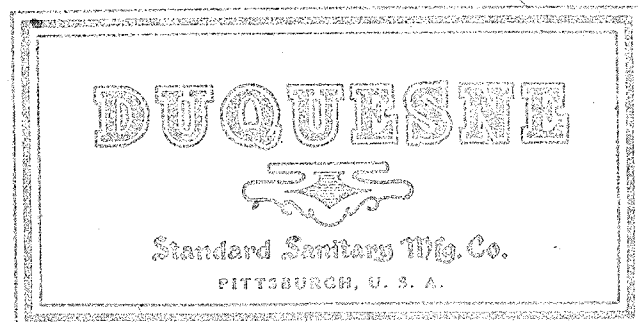 DUQUESNE
Standard Sanitary Mfg. Co.
PITTSBURGH, U. S. A.